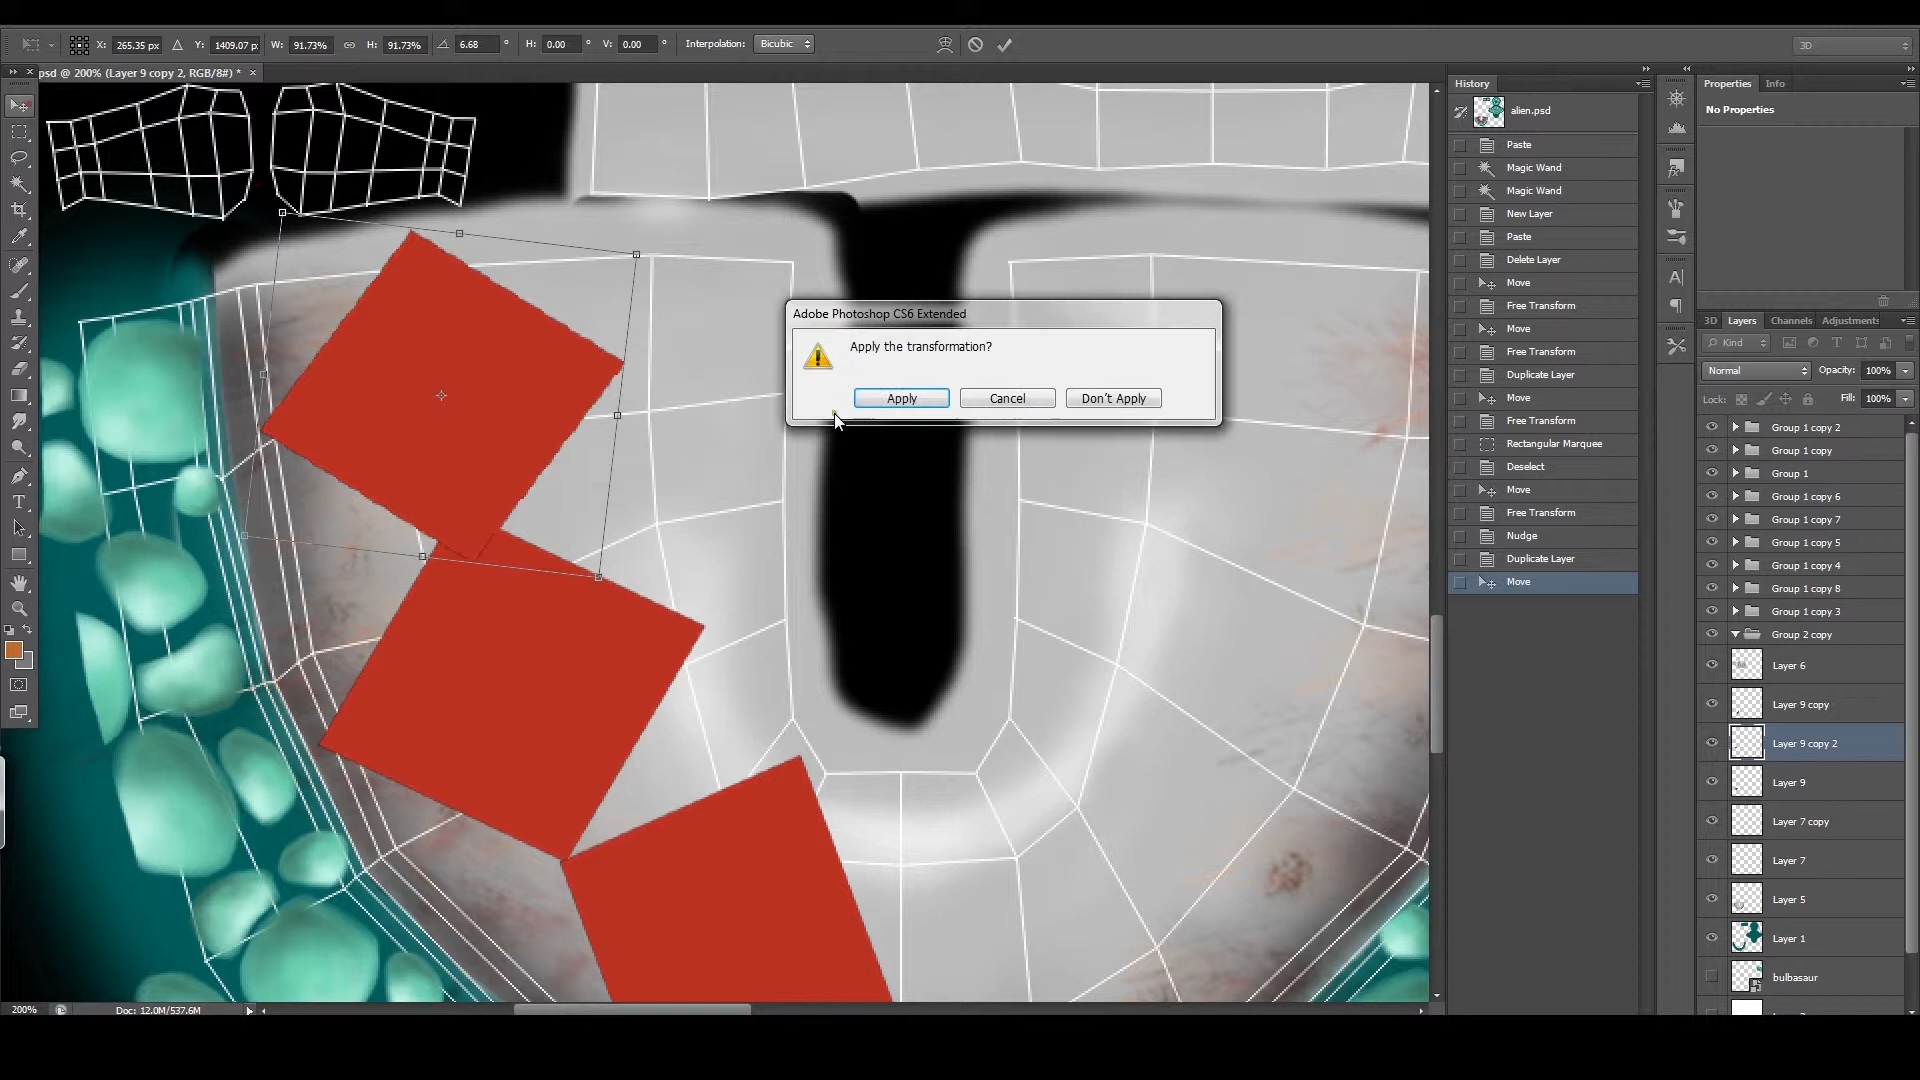 X: 265.35 px Y: 1409.07 p: W: 91.73% H: 91.73% 6.68 ° H: 0.00 ° V: 0.00 ° Interpolation: Bicubic 3D
psd @ 200% (Layer 9 copy 2, RGB/8#) * ×
History
alien.psd
Paste
Magic Wand
Magic Wand
New Layer
Paste
Delete Layer
Move
Free Transform
Move
Free Transform
Duplicate Layer
Move
Free Transform
Rectangular Marquee
Deselect
Move
Free Transform
Nudge
Duplicate Layer
Move
Properties Info
No Properties
3D Layers Channels Adjustments
Kind
Normal Opacity: 100%
Lock: Fill: 100%
Group 1 copy 2
Group 1 copy
Group 1
Group 1 copy 6
Group 1 copy 7
Group 1 copy 5
Group 1 copy 4
Group 1 copy 8
Group 1 copy 3
Group 2 copy
Layer 6
Layer 9 copy
Layer 9 copy 2
Layer 9
Layer 7 copy
Layer 7
Layer 5
Layer 1
bulbasaur
Adobe Photoshop CS6 Extended
Apply the transformation?
Apply Cancel Don't Apply
200% Doc: 12.0M/537.6M